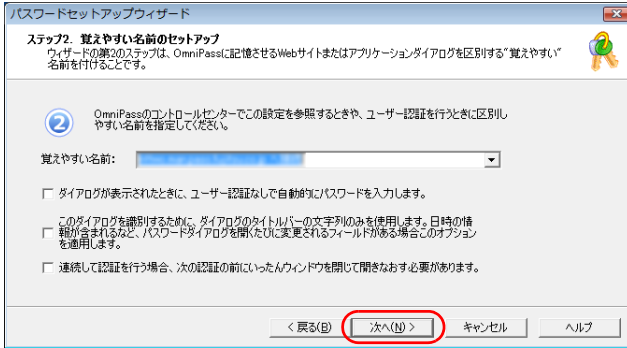 パスワードセットアップウィザード
ステップ2. 覚えやすい名前のセットアップ
ウィザードの第2のステップは、OmniPassに記憶させるWebサイトまたはアプリケーションダイアログを区別する“覚えやすい”
名前を付けることです。
2
OmniPassのコントロールセンターでこの設定を参照するときや、ユーザー認証を行うときに区別し
やすい名前を指定してください。
覚えやすい名前:
ダイアログが表示されたときに、ユーザー認証なしで自動的にパスワードを入力します。
このダイアログを識別するために、ダイアログのタイトルバーの文字列のみを使用します。日時の情
報が含まれるなど、パスワードダイアログを開くたびに変更されるフィールドがある場合このオプション
を適用します。
連続して認証を行う場合、次の認証の前にいったんウィンドウを閉じて開きなおす必要があります。
< 戻る(B) 次へ(N) > キャンセル ヘルプ